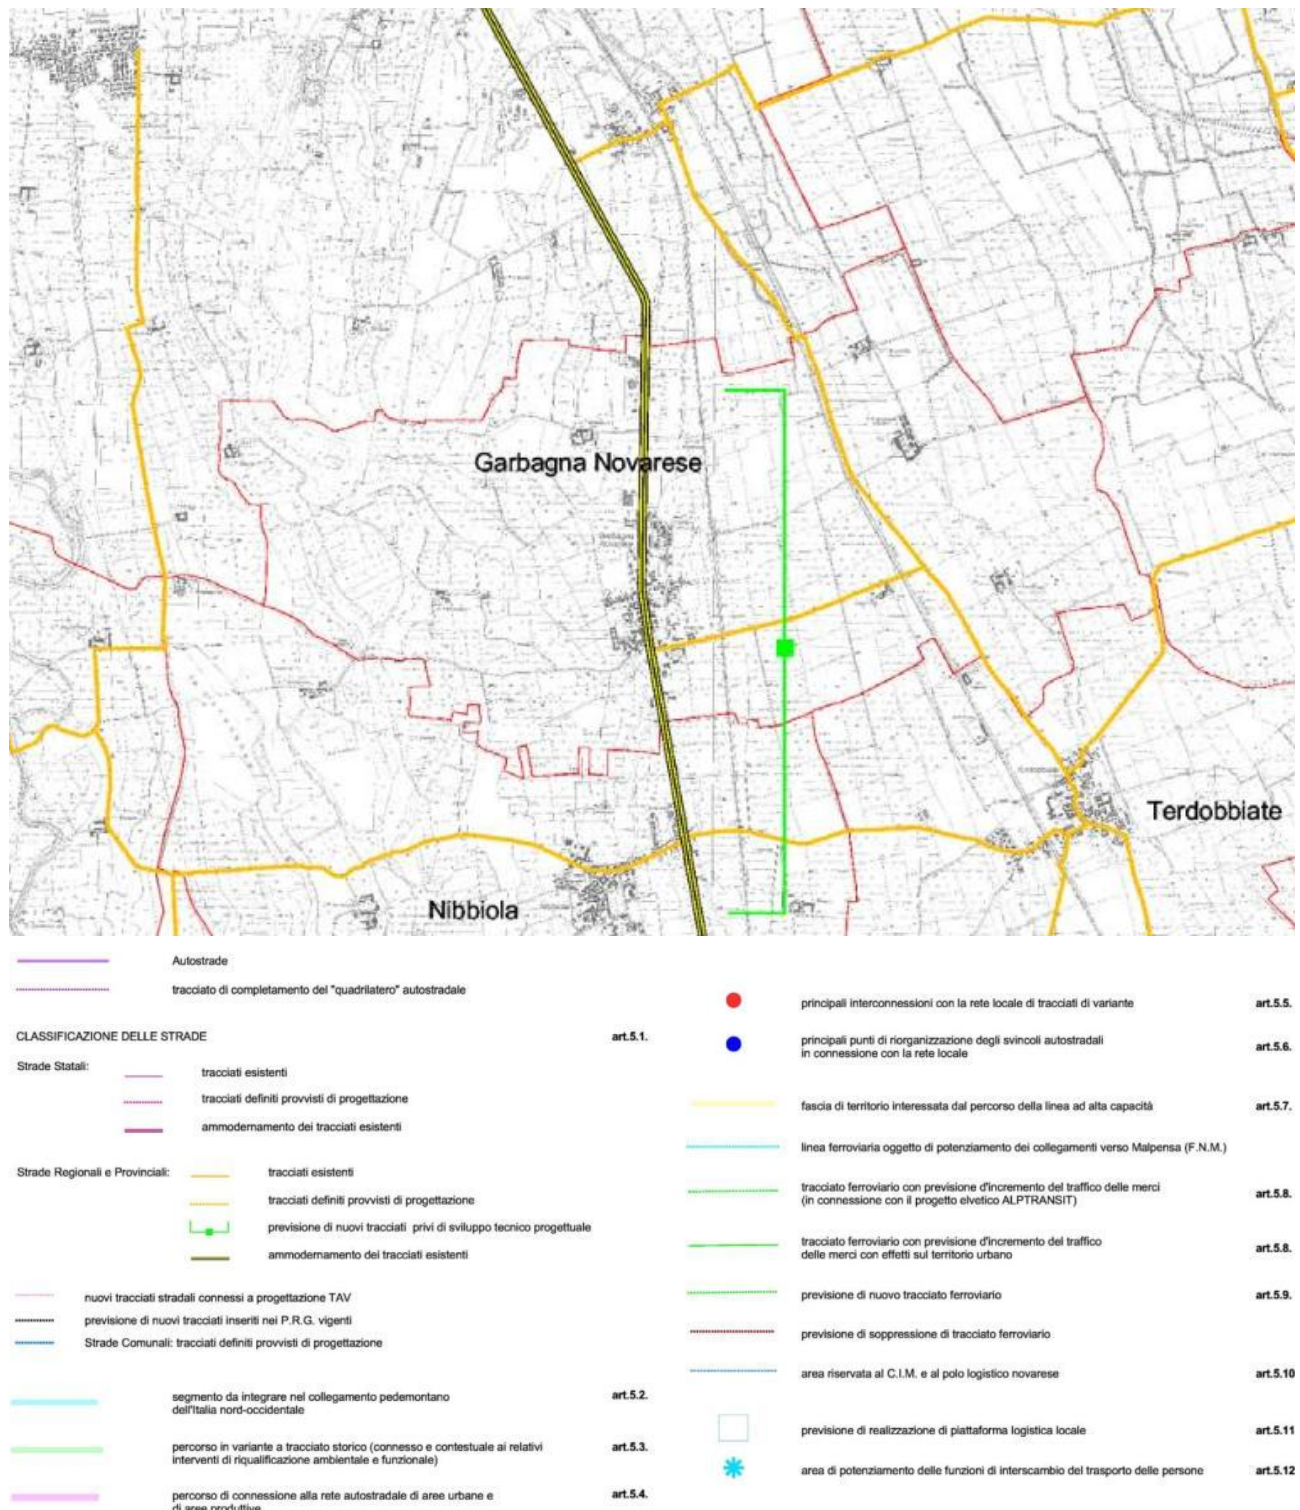 Garbagna Novarese
Terdobbiate
Nibbiola
Autostrade
tracciato di completamento del "quadrilatero" autostradale
CLASSIFICAZIONE DELLE STRADE art.5.1.
Strade Statali:
tracciati esistenti
tracciati definiti provvisti di progettazione
ammodernamento dei tracciati esistenti
Strade Regionali e Provinciali:
tracciati esistenti
tracciati definiti provvisti di progettazione
previsione di nuovi tracciati privi di sviluppo tecnico progettuale
ammodernamento dei tracciati esistenti
nuovi tracciati stradali connessi a progettazione TAV
previsione di nuovi tracciati inseriti nei P.R.G. vigenti
Strade Comunali: tracciati definiti provvisti di progettazione
segmento da integrare nel collegamento pedemontano art.5.2.
dell'Italia nord-occidentale
percorso in variante a tracciato storico (connesso e contestuale ai relativi art.5.3.
interventi di riqualificazione ambientale e funzionale)
percorso di connessione alla rete autostradale di aree urbane e art.5.4.
di aree produttive
principali interconnessioni con la rete locale di tracciati di variante art.5.5.
principali punti di riorganizzazione degli svincoli autostradali
in connessione con la rete locale art.5.6.
fascia di territorio interessata dal percorso della linea ad alta capacità art.5.7.
linea ferroviaria oggetto di potenziamento dei collegamenti verso Malpensa (F.N.M.)
tracciato ferroviario con previsione d'incremento del traffico delle merci
(in connessione con il progetto elvetico ALPTRANSIT) art.5.8.
tracciato ferroviario con previsione d'incremento del traffico
delle merci con effetti sul territorio urbano art.5.8.
previsione di nuovo tracciato ferroviario art.5.9.
previsione di soppressione di tracciato ferroviario
area riservata al C.I.M. e al polo logistico novarese art.5.10
previsione di realizzazione di piattaforma logistica locale art.5.11
area di potenziamento delle funzioni di interscambio del trasporto delle persone art.5.12